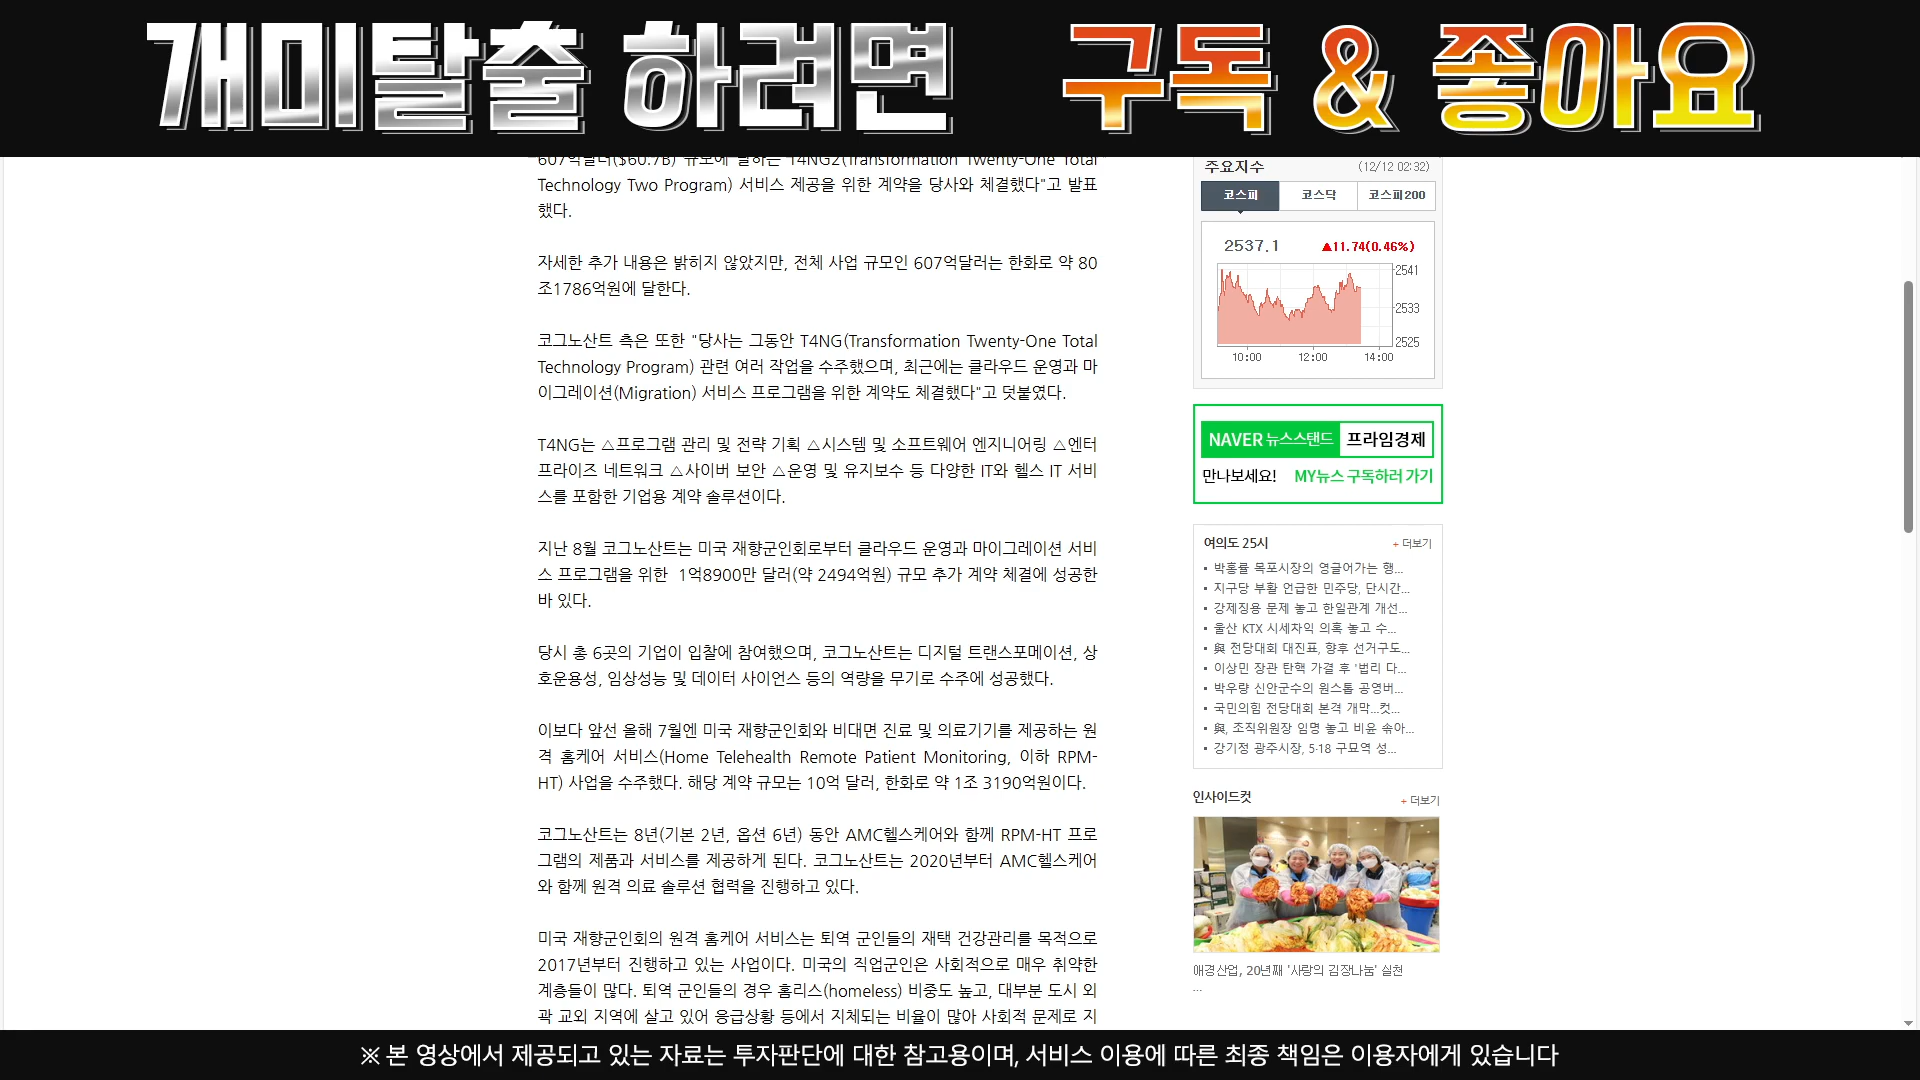 개미탈출 하려면 구독 & 좋아요
607억달러($60.7B) 규모에 달하는 T4NG2(Transformation Twenty-One Total
Technology Two Program) 서비스 제공을 위한 계약을 당사와 체결했다"고 발표
했다.
자세한 추가 내용은 밝히지 않았지만, 전체 사업 규모인 607억달러는 한화로 약 80
조1786억원에 달한다.
코그노산트 측은 또한 "당사는 그동안 T4NG(Transformation Twenty-One Total
Technology Program) 관련 여러 작업을 수주했으며, 최근에는 클라우드 운영과 마
이그레이션(Migration) 서비스 프로그램을 위한 계약도 체결했다"고 덧붙였다.
T4NG는 △프로그램 관리 및 전략 기획 △시스템 및 소프트웨어 엔지니어링 △엔터
프라이즈 네트워크 △사이버 보안 △운영 및 유지보수 등 다양한 IT와 헬스 IT 서비
스를 포함한 기업용 계약 솔루션이다.
지난 8월 코그노산트는 미국 재향군인회로부터 클라우드 운영과 마이그레이션 서비
스 프로그램을 위한 1억8900만 달러(약 2494억원) 규모 추가 계약 체결에 성공한
바 있다.
당시 총 6곳의 기업이 입찰에 참여했으며, 코그노산트는 디지털 트랜스포메이션, 상
호운용성, 임상성능 및 데이터 사이언스 등의 역량을 무기로 수주에 성공했다.
이보다 앞선 올해 7월엔 미국 재향군인회와 비대면 진료 및 의료기기를 제공하는 원
격 홈케어 서비스(Home Telehealth Remote Patient Monitoring, 이하 RPM-
HT) 사업을 수주했다. 해당 계약 규모는 10억 달러, 한화로 약 1조 3190억원이다.
코그노산트는 8년(기본 2년, 옵션 6년) 동안 AMC헬스케어와 함께 RPM-HT 프로
그램의 제품과 서비스를 제공하게 된다. 코그노산트는 2020년부터 AMC헬스케어
와 함께 원격 의료 솔루션 협력을 진행하고 있다.
미국 재향군인회의 원격 홈케어 서비스는 퇴역 군인들의 재택 건강관리를 목적으로
2017년부터 진행하고 있는 사업이다. 미국의 직업군인은 사회적으로 매우 취약한
계층들이 많다. 퇴역 군인들의 경우 홈리스(homeless) 비중도 높고, 대부분 도시 외
곽 교외 지역에 살고 있어 응급상황 등에서 지체되는 비율이 많아 사회적 문제로 지
주요지수 (12/12 02:32)
코스피 코스닥 코스피200
2537.1 ▲11.74(0.46%)
2541
2533
2525
10:00 12:00 14:00
NAVER 뉴스스탠드 프라임경제
만나보세요! MY뉴스 구독하러 가기
여의도 25시 + 더보기
박홍률 목포시장의 영글어가는 행...
지구당 부활 언급한 민주당, 단시간...
강제징용 문제 놓고 한일관계 개선...
울산 KTX 시세차익 의혹 놓고 수...
與 전당대회 대진표, 향후 선거구도...
이상민 장관 탄핵 가결 후 '법리 다...
박우량 신안군수의 원스톱 공영버...
국민의힘 전당대회 본격 개막...컷...
與, 조직위원장 임명 놓고 비윤 솎아...
강기정 광주시장, 5·18 구묘역 성...
인사이드컷 + 더보기
애경산업, 20년째 '사랑의 김장나눔' 실천
...
※ 본 영상에서 제공되고 있는 자료는 투자판단에 대한 참고용이며, 서비스 이용에 따른 최종 책임은 이용자에게 있습니다